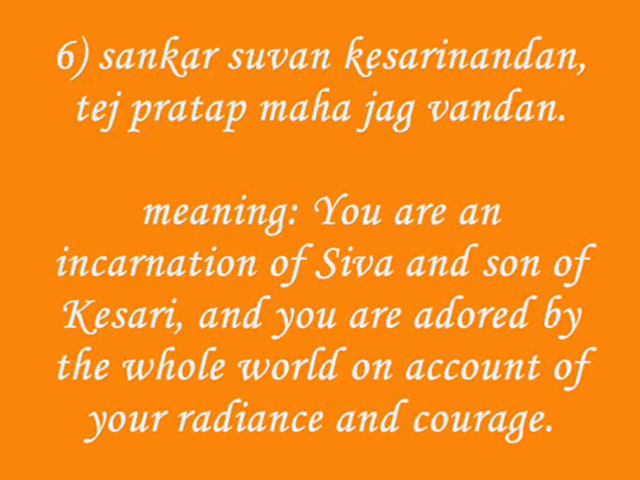 6) sankar suvan kesarinandan,
tej pratap maha jag vandan.
meaning: You are an
incarnation of Siva and son of
Kesari, and you are adored by
the whole world on account of
your radiance and courage.